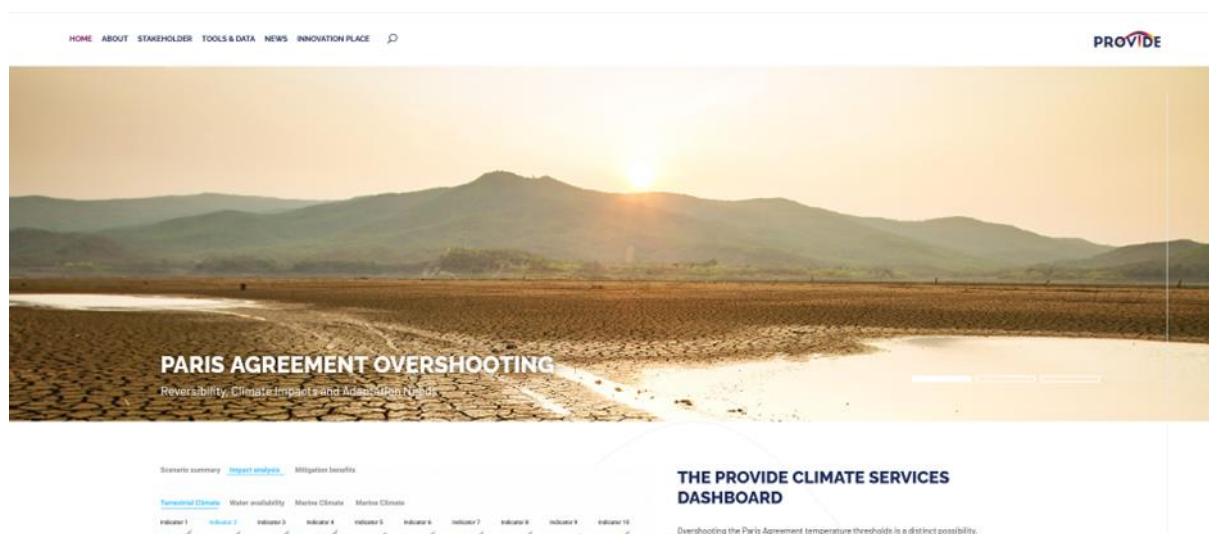 HOME ABOUT STAKEHOLDER TOOLS & DATA NEWS INNOVATION PLACE
PROVIDE
PARIS AGREEMENT OVERSHOOTING
Reversibility, Climate Impacts and Adaptation Needs
Scenario summary Impact analysis Mitigation benefits
Terrestrial Climate Water availability Marine Climate Marine Climate
Indicator 1 Indicator 2 Indicator 3 Indicator 4 Indicator 5 Indicator 6 Indicator 7 Indicator 8 Indicator 9 Indicator 10
THE PROVIDE CLIMATE SERVICES
DASHBOARD
Overshooting the Paris Agreement temperature thresholds is a distinct possibility.